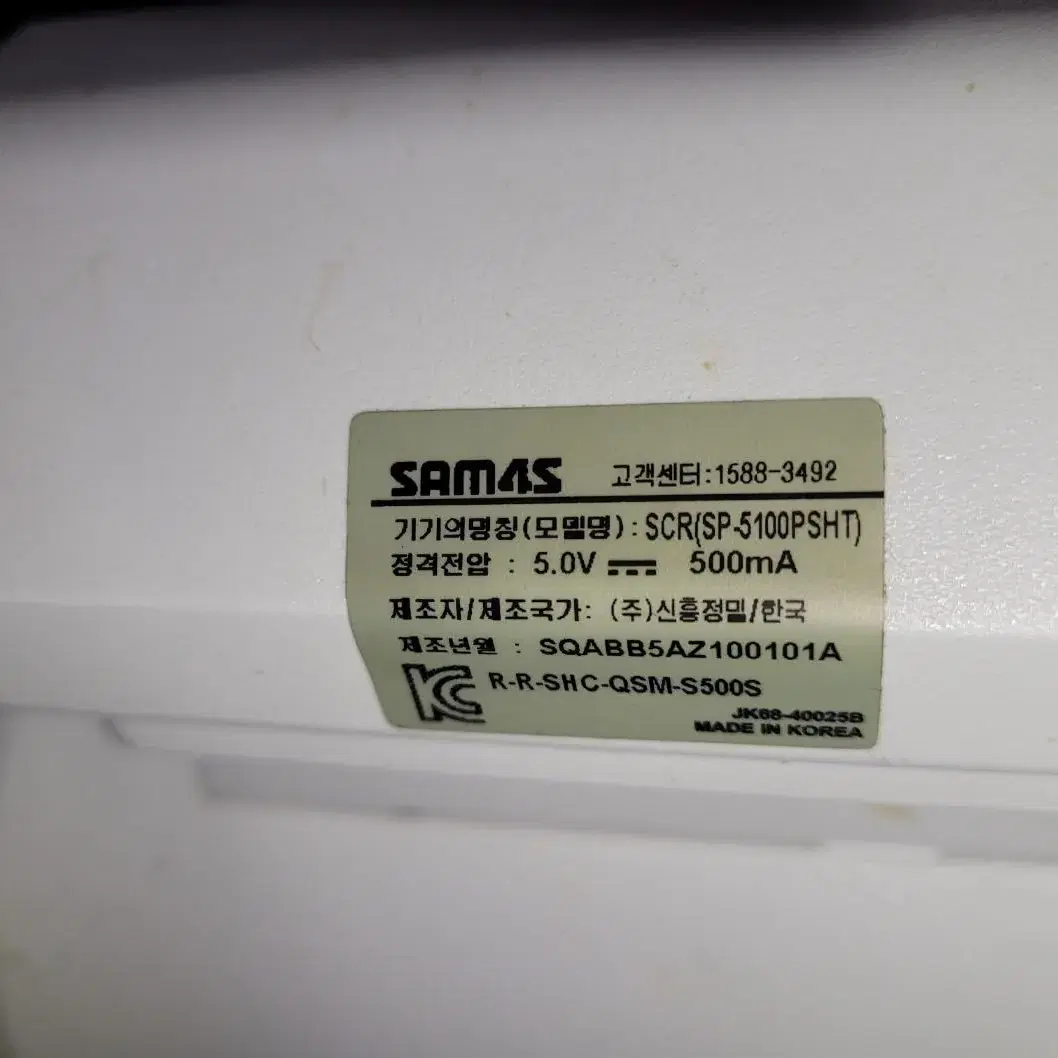 SAM4S 고객센터:1588-3492
기기의명칭(모델명): SCR(SP-5100PSHT)
정격전압 : 5.0V 500mA
제조자/제조국가: (주)신흥정밀/한국
제조년월 : SQABB5AZ100101A
R-R-SHC-QSM-S500S
JK68-40025B
MADE IN KOREA